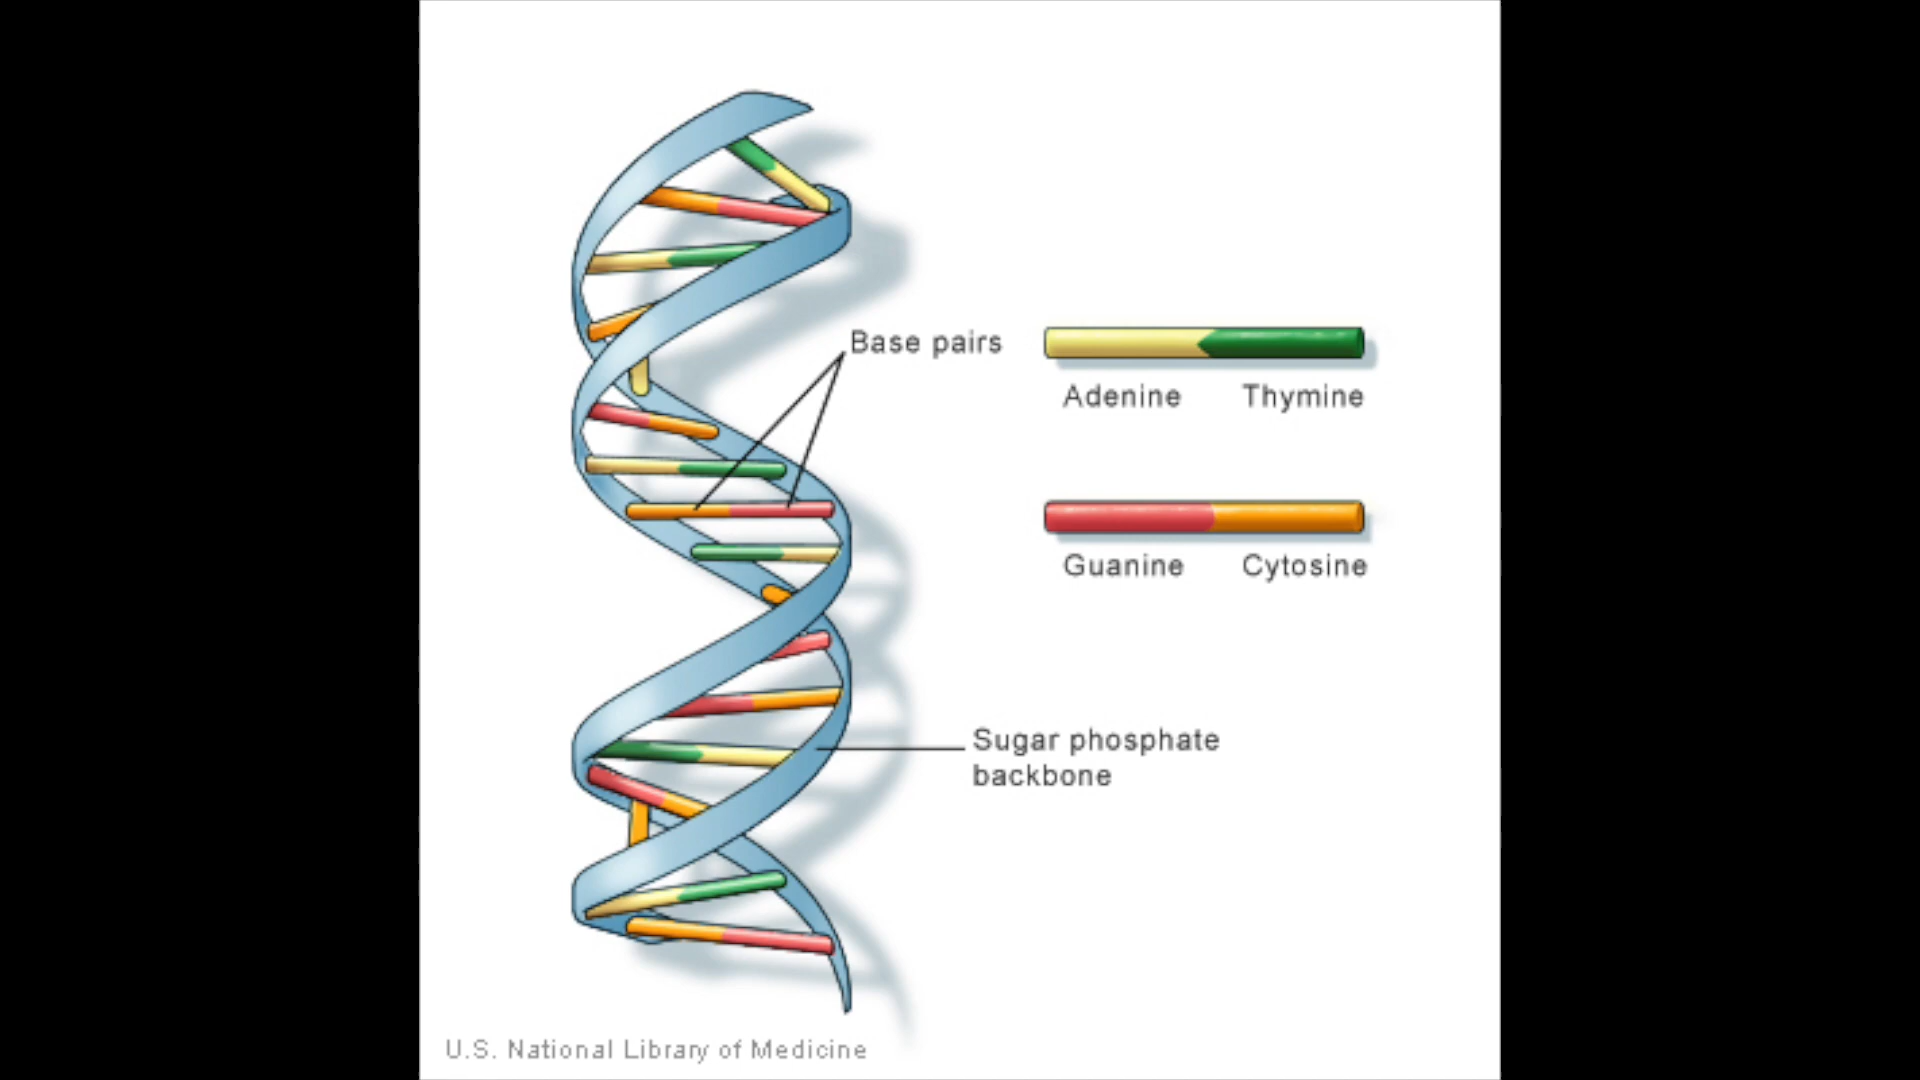 Base pairs
Adenine Thymine
Guanine Cytosine
Sugar phosphate
backbone
U.S. National Library of Medicine